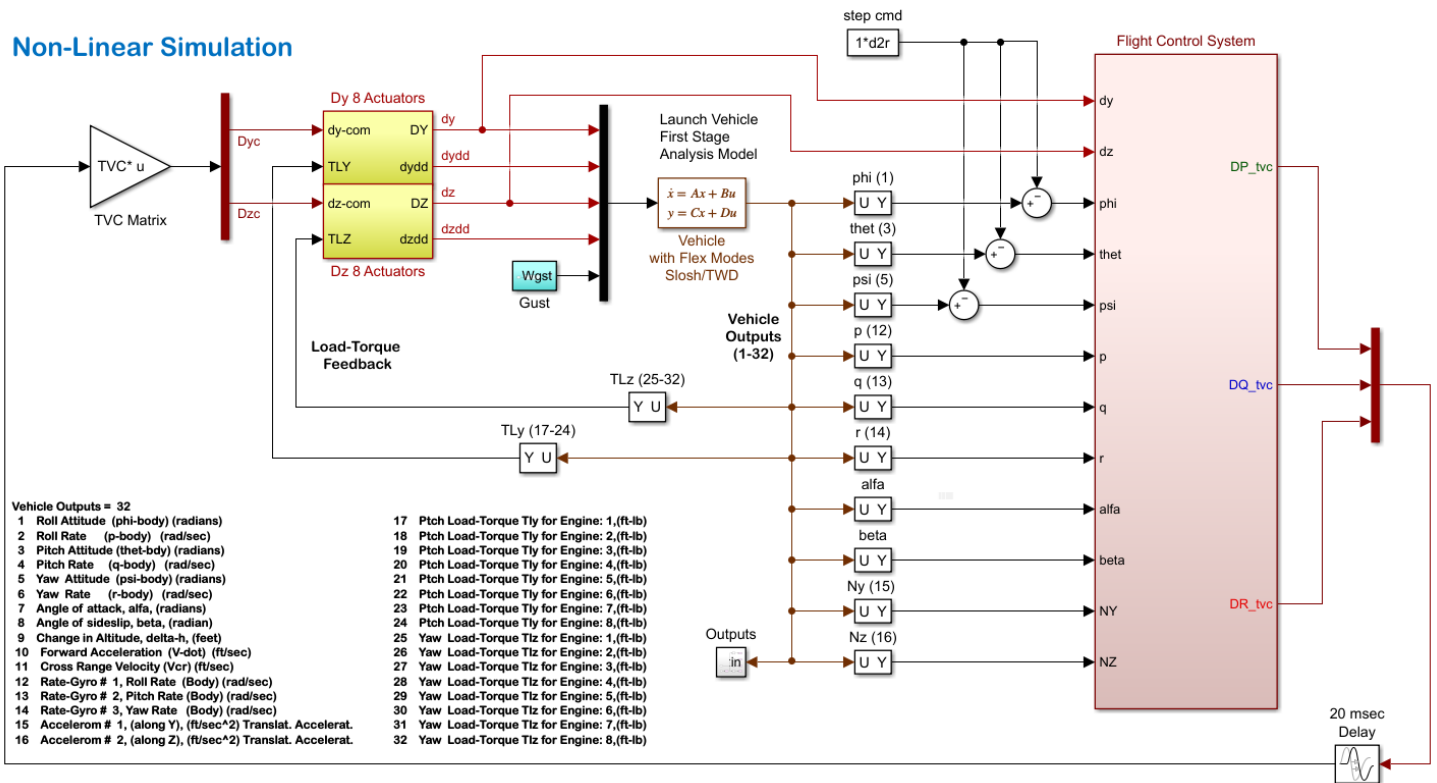 Non-Linear Simulation
step cmd
1*d2r
Flight Control System
Dy 8 Actuators
dy-com DY
TLY dydd
dz-com DZ
TLZ dzdd
Dz 8 Actuators
Dyc
Dzc
TVC* u
TVC Matrix
dy
dydd
dz
dzdd
Wgst
Gust
Launch Vehicle
First Stage
Analysis Model
ẋ = Ax + Bu
y = Cx + Du
Vehicle
with Flex Modes
Slosh/TWD
Vehicle
Outputs
(1-32)
Load-Torque
Feedback
TLz (25-32)
Y U
TLy (17-24)
Y U
phi (1)
U Y
thet (3)
U Y
psi (5)
U Y
p (12)
U Y
q (13)
U Y
r (14)
U Y
alfa
U Y
beta
U Y
Ny (15)
U Y
Nz (16)
U Y
+ −
+ −
+ −
Outputs
in
dy
dz
phi
thet
psi
p
q
r
alfa
beta
NY
NZ
DP_tvc
DQ_tvc
DR_tvc
20 msec
Delay
Vehicle Outputs = 32
1 Roll Attitude (phi-body) (radians)
2 Roll Rate (p-body) (rad/sec)
3 Pitch Attitude (thet-bdy) (radians)
4 Pitch Rate (q-body) (rad/sec)
5 Yaw Attitude (psi-body) (radians)
6 Yaw Rate (r-body) (rad/sec)
7 Angle of attack, alfa, (radians)
8 Angle of sideslip, beta, (radian)
9 Change in Altitude, delta-h, (feet)
10 Forward Acceleration (V-dot) (ft/sec)
11 Cross Range Velocity (Vcr) (ft/sec)
12 Rate-Gyro # 1, Roll Rate (Body) (rad/sec)
13 Rate-Gyro # 2, Pitch Rate (Body) (rad/sec)
14 Rate-Gyro # 3, Yaw Rate (Body) (rad/sec)
15 Accelerom # 1, (along Y), (ft/sec^2) Translat. Accelerat.
16 Accelerom # 2, (along Z), (ft/sec^2) Translat. Accelerat.
17 Ptch Load-Torque Tly for Engine: 1,(ft-lb)
18 Ptch Load-Torque Tly for Engine: 2,(ft-lb)
19 Ptch Load-Torque Tly for Engine: 3,(ft-lb)
20 Ptch Load-Torque Tly for Engine: 4,(ft-lb)
21 Ptch Load-Torque Tly for Engine: 5,(ft-lb)
22 Ptch Load-Torque Tly for Engine: 6,(ft-lb)
23 Ptch Load-Torque Tly for Engine: 7,(ft-lb)
24 Ptch Load-Torque Tly for Engine: 8,(ft-lb)
25 Yaw Load-Torque Tlz for Engine: 1,(ft-lb)
26 Yaw Load-Torque Tlz for Engine: 2,(ft-lb)
27 Yaw Load-Torque Tlz for Engine: 3,(ft-lb)
28 Yaw Load-Torque Tlz for Engine: 4,(ft-lb)
29 Yaw Load-Torque Tlz for Engine: 5,(ft-lb)
30 Yaw Load-Torque Tlz for Engine: 6,(ft-lb)
31 Yaw Load-Torque Tlz for Engine: 7,(ft-lb)
32 Yaw Load-Torque Tlz for Engine: 8,(ft-lb)